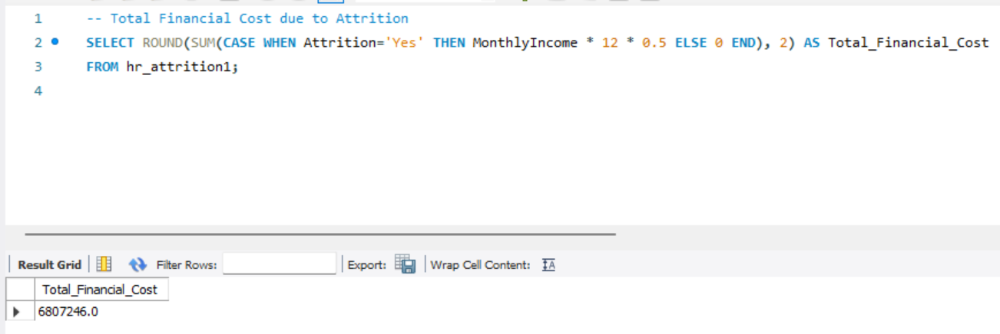 1 -- Total Financial Cost due to Attrition
2 SELECT ROUND(SUM(CASE WHEN Attrition='Yes' THEN MonthlyIncome * 12 * 0.5 ELSE 0 END), 2) AS Total_Financial_Cost
3 FROM hr_attrition1;
4
Result Grid Filter Rows: Export: Wrap Cell Content: IA
Total_Financial_Cost
6807246.0